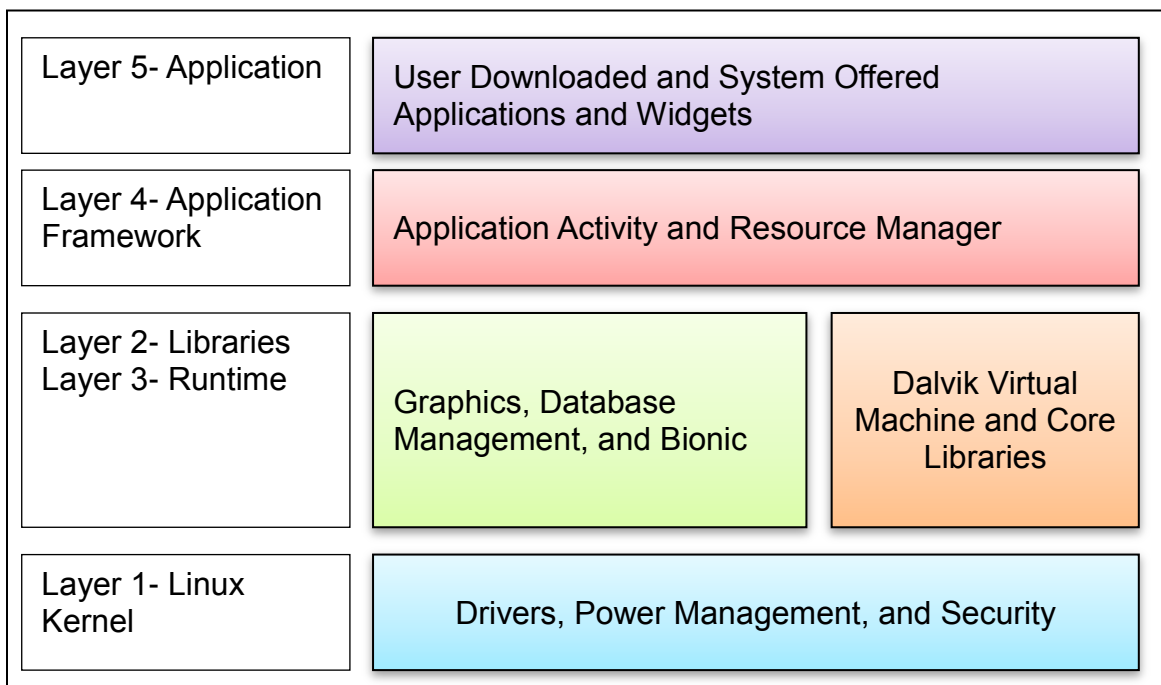 Layer 5- Application
User Downloaded and System Offered
Applications and Widgets
Layer 4- Application
Framework
Application Activity and Resource Manager
Layer 2- Libraries
Layer 3- Runtime
Graphics, Database
Management, and Bionic
Dalvik Virtual
Machine and Core
Libraries
Layer 1- Linux
Kernel
Drivers, Power Management, and Security